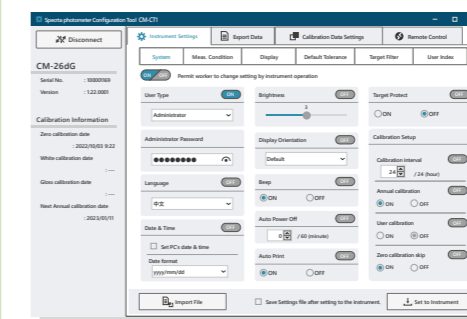 Spectra photometer Configuration Tool CM-CT1
Disconnect
Instrument Settings
Export Data
Calibration Data Settings
Remote Control
System
Meas. Condition
Display
Default Tolerance
Target Filter
User Index
CM-26dG
Serial No. : 10800169
Version : 1.22.0001
Calibration Information
Zero calibration date
: 2022/10/03 9:22
White calibration date
: ----
Gloss calibration date
: ----
Next Annual calibration date
: 2023/01/11
ON OFF Permit worker to change setting by instrument operation
User Type ON
Administrator
Administrator Password
Language OFF
中文
Date & Time OFF
Set PC's date & time
Date format
yyyy/mm/dd
Brightness OFF
3
Display Orientation OFF
Default
Beep OFF
ON OFF
Auto Power Off OFF
0 / 60 (minute)
Auto Print OFF
ON OFF
Target Protect OFF
ON OFF
Calibration Setup
Calibration interval OFF
24 / 24 (hour)
Annual calibration OFF
ON OFF
User calibration OFF
ON OFF
Zero calibration skip OFF
ON OFF
Import File
Save Settings file after setting to the instrument.
Set to Instrument